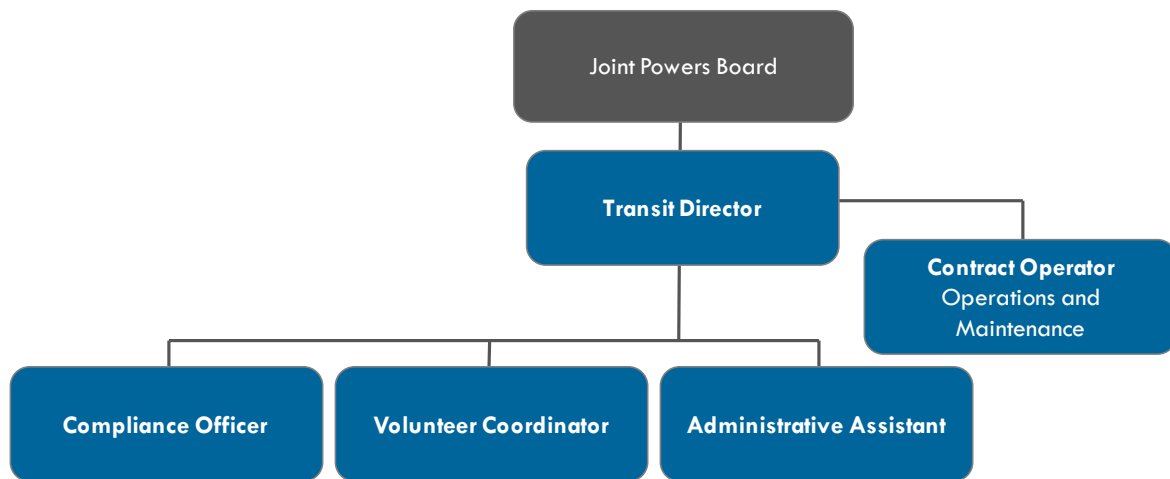 Joint Powers Board
Transit Director
Contract Operator
Operations and
Maintenance
Compliance Officer
Volunteer Coordinator
Administrative Assistant